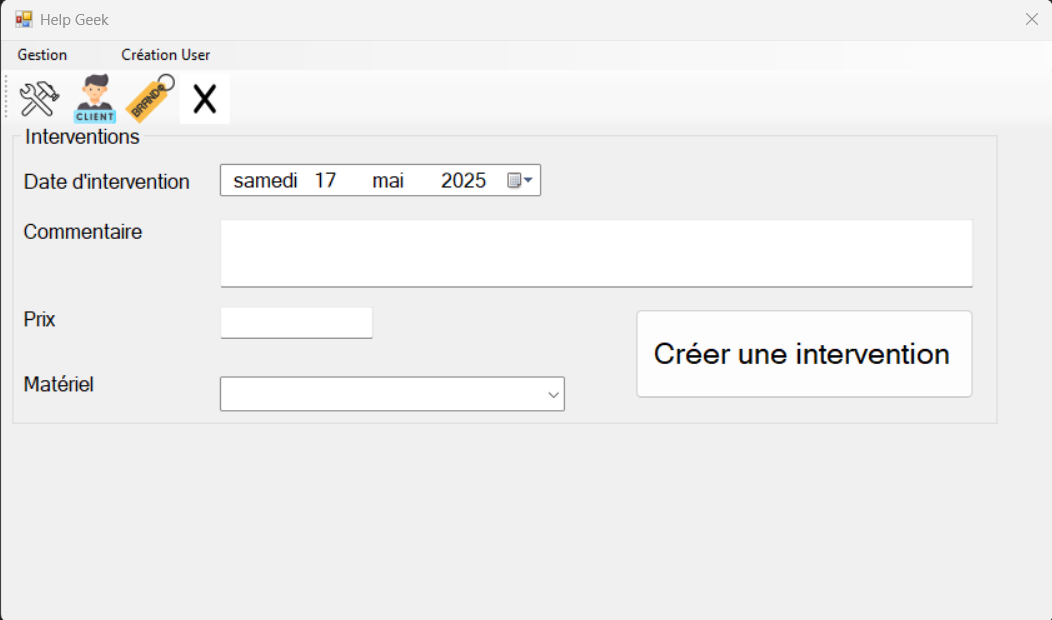 Help Geek
Gestion Création User
CLIENT BRAND X
Interventions
Date d'intervention samedi 17 mai 2025
Commentaire
Prix
Créer une intervention
Matériel